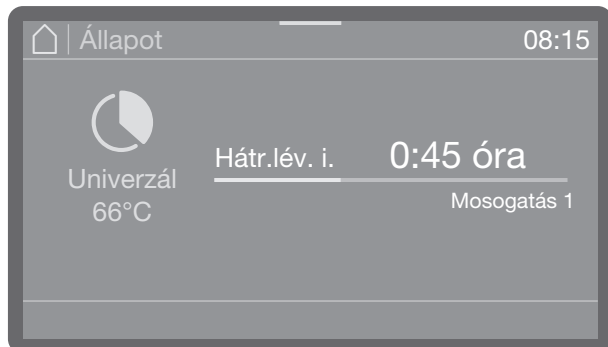 Állapot 08:15
Hátr.lév. i. 0:45 óra
Univerzál
Mosogatás 1
66°C